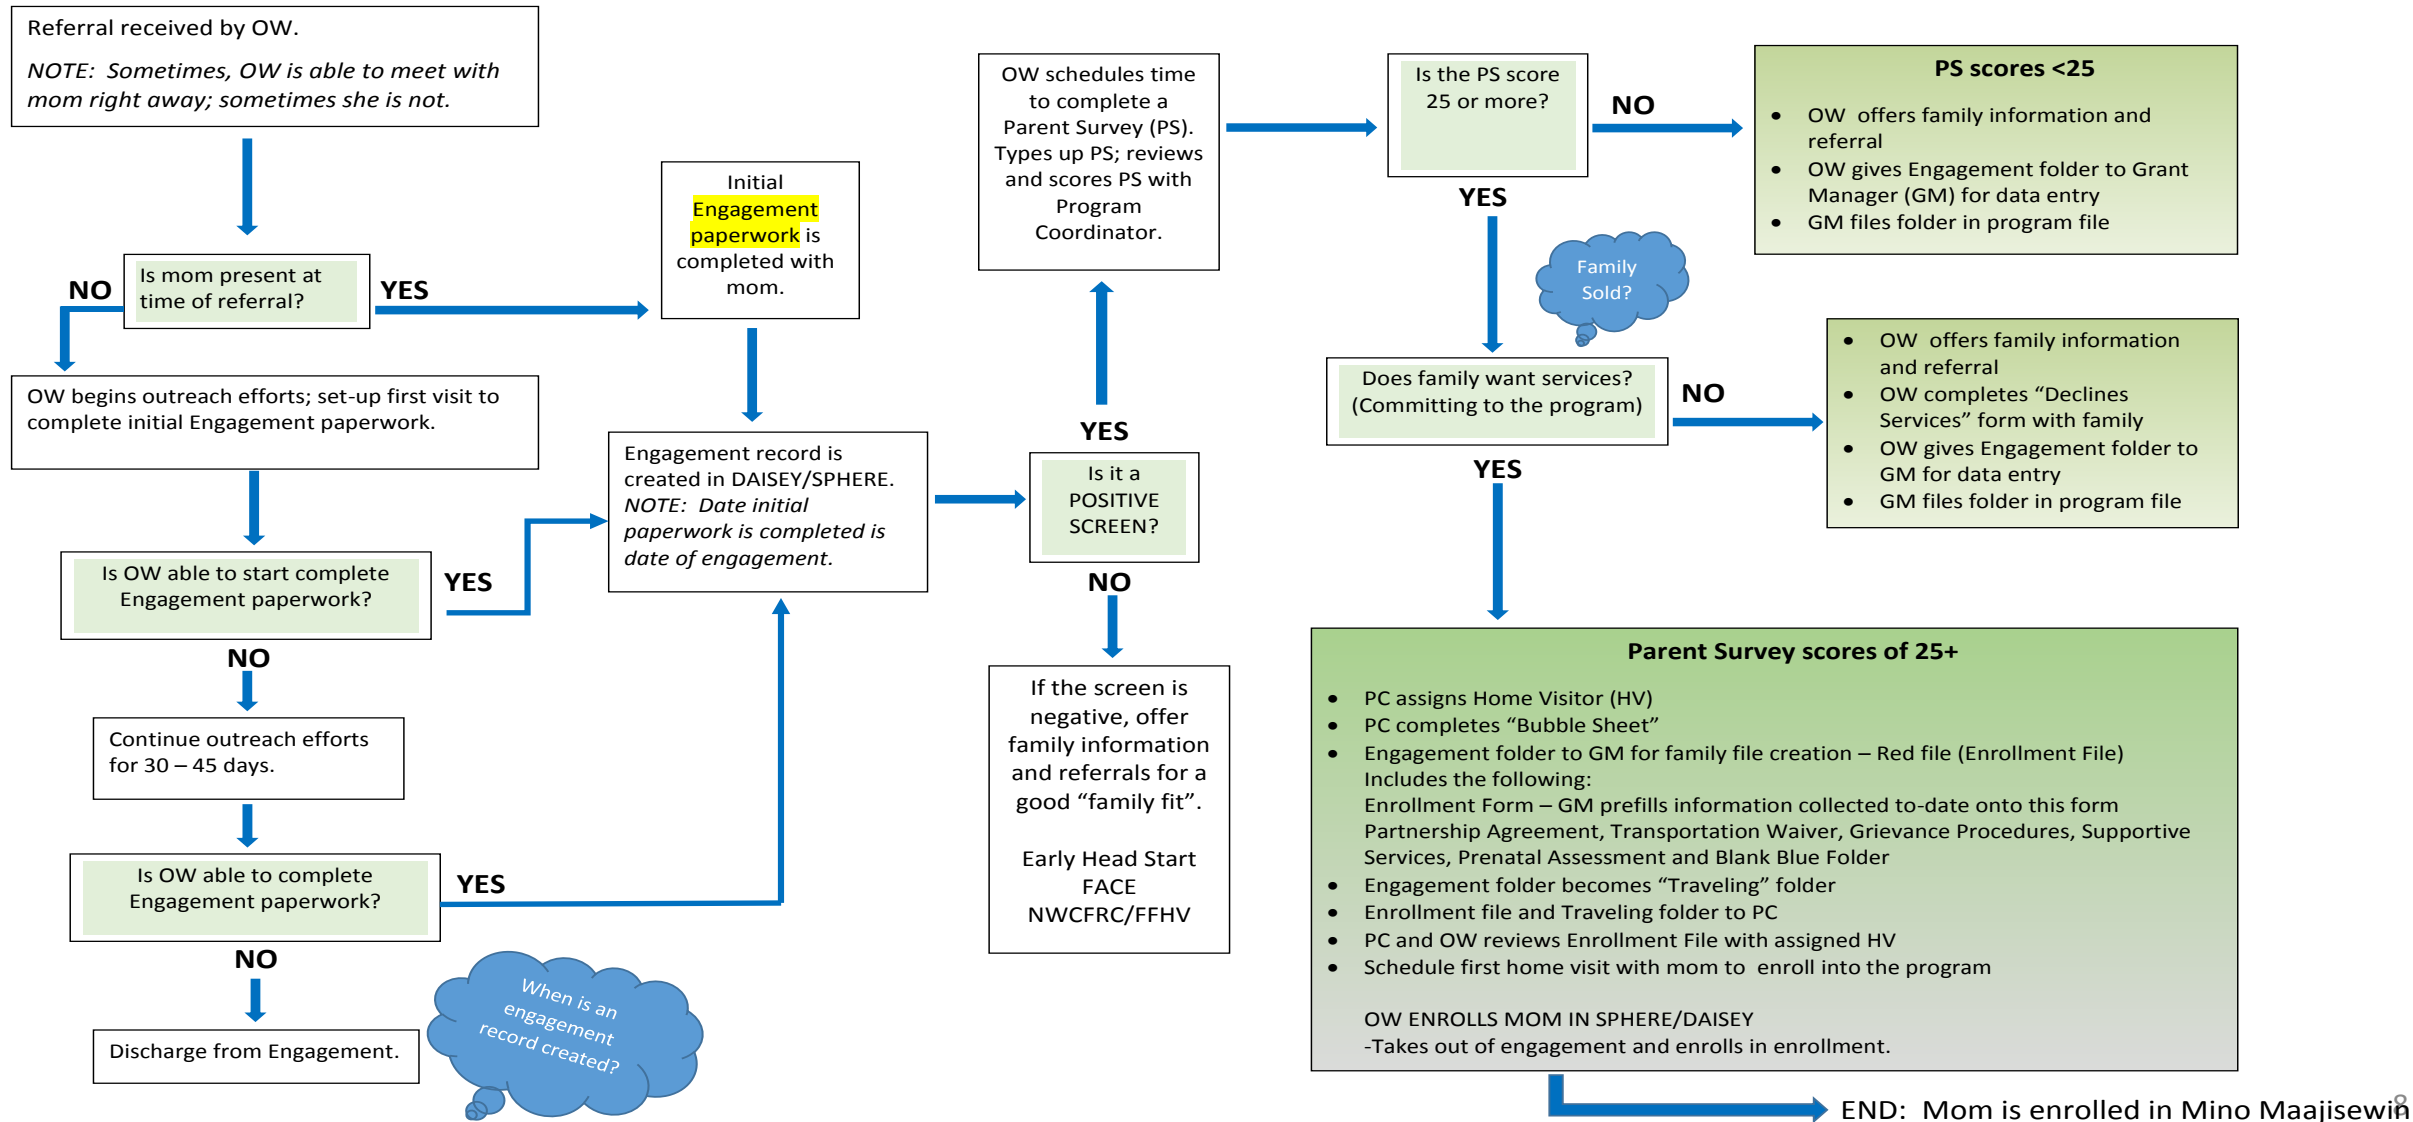 Referral received by OW.
NOTE:  Sometimes, OW is able to meet with
mom right away; sometimes she is not.
Is mom present at
time of referral?
NO
YES
OW begins outreach efforts; set-up first visit to
complete initial Engagement paperwork.
Is OW able to start complete
Engagement paperwork?
YES
NO
Continue outreach efforts
for 30 – 45 days.
Is OW able to complete
Engagement paperwork?
YES
NO
Discharge from Engagement.
When is an
engagement
record created?
Initial
Engagement
paperwork is
completed with
mom.
Engagement record is
created in DAISEY/SPHERE.
NOTE:  Date initial
paperwork is completed is
date of engagement.
Is it a
POSITIVE
SCREEN?
YES
NO
If the screen is
negative, offer
family information
and referrals for a
good “family fit”.
Early Head Start
FACE
NWCFRC/FFHV
OW schedules time
to complete a
Parent Survey (PS).
Types up PS; reviews
and scores PS with
Program
Coordinator.
Is the PS score
25 or more?
NO
YES
PS scores <25
• OW  offers family information and
referral
• OW gives Engagement folder to Grant
Manager (GM) for data entry
• GM files folder in program file
Family
Sold?
Does family want services?
(Committing to the program)
NO
YES
• OW  offers family information
and referral
• OW completes “Declines
Services” form with family
• OW gives Engagement folder to
GM for data entry
• GM files folder in program file
Parent Survey scores of 25+
• PC assigns Home Visitor (HV)
• PC completes “Bubble Sheet”
• Engagement folder to GM for family file creation – Red file (Enrollment File)
Includes the following:
Enrollment Form – GM prefills information collected to-date onto this form
Partnership Agreement, Transportation Waiver, Grievance Procedures, Supportive
Services, Prenatal Assessment and Blank Blue Folder
• Engagement folder becomes “Traveling” folder
• Enrollment file and Traveling folder to PC
• PC and OW reviews Enrollment File with assigned HV
• Schedule first home visit with mom to  enroll into the program
OW ENROLLS MOM IN SPHERE/DAISEY
-Takes out of engagement and enrolls in enrollment.
END:  Mom is enrolled in Mino Maajisewin
8